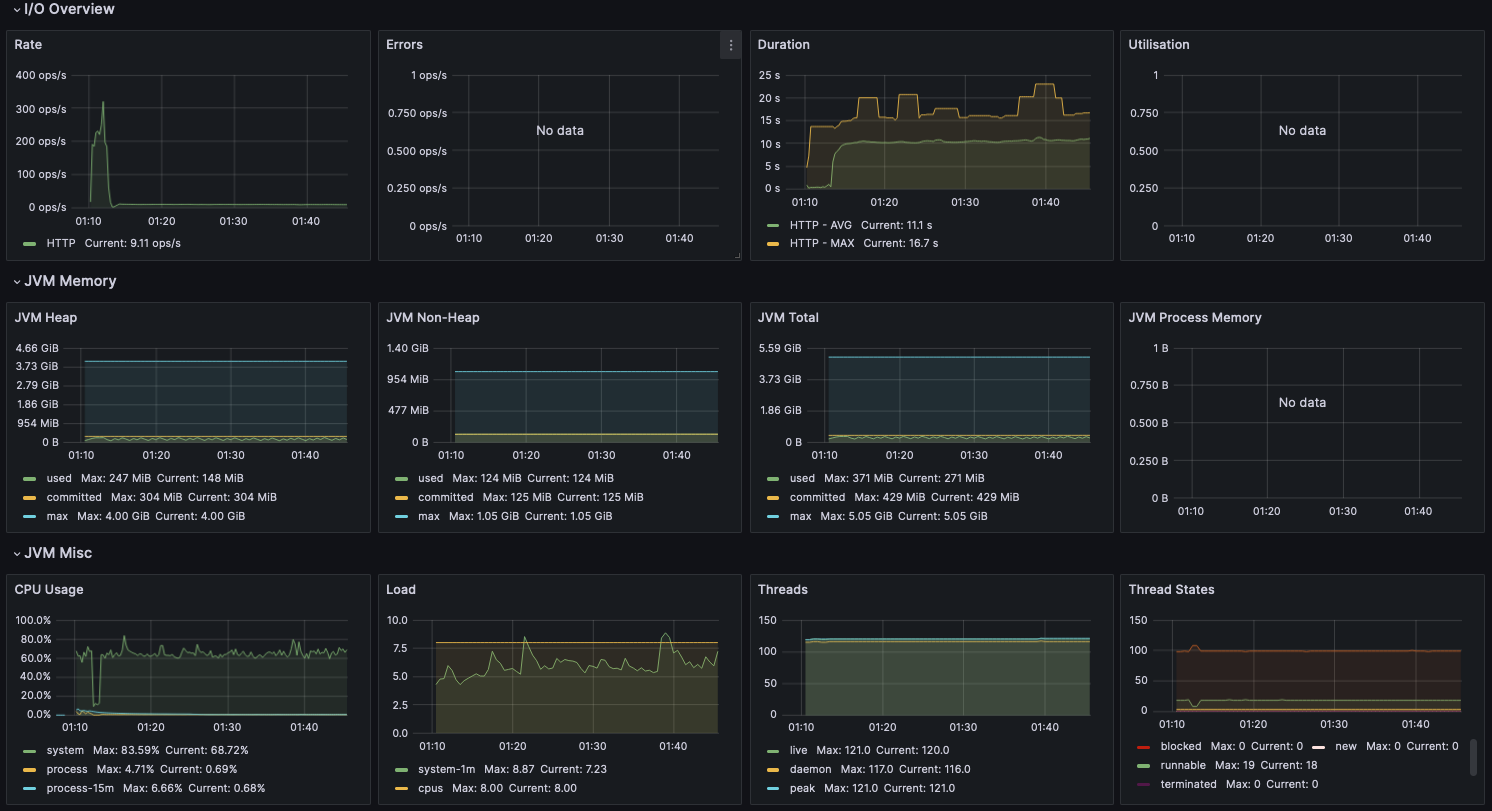 I/O Overview
Rate
400 ops/s
300 ops/s
200 ops/s
100 ops/s
0 ops/s
01:10 01:20 01:30 01:40
HTTP Current: 9.11 ops/s
Errors
1 ops/s
0.750 ops/s
0.500 ops/s
0.250 ops/s
0 ops/s
No data
01:10 01:20 01:30 01:40
Duration
25 s
20 s
15 s
10 s
5 s
0 s
01:10 01:20 01:30 01:40
HTTP - AVG Current: 11.1 s
HTTP - MAX Current: 16.7 s
Utilisation
1
0.750
0.500
0.250
0
No data
01:10 01:20 01:30 01:40
JVM Memory
JVM Heap
4.66 GiB
3.73 GiB
2.79 GiB
1.86 GiB
954 MiB
0 B
01:10 01:20 01:30 01:40
used Max: 247 MiB Current: 148 MiB
committed Max: 304 MiB Current: 304 MiB
max Max: 4.00 GiB Current: 4.00 GiB
JVM Non-Heap
1.40 GiB
954 MiB
477 MiB
0 B
01:10 01:20 01:30 01:40
used Max: 124 MiB Current: 124 MiB
committed Max: 125 MiB Current: 125 MiB
max Max: 1.05 GiB Current: 1.05 GiB
JVM Total
5.59 GiB
3.73 GiB
1.86 GiB
0 B
01:10 01:20 01:30 01:40
used Max: 371 MiB Current: 271 MiB
committed Max: 429 MiB Current: 429 MiB
max Max: 5.05 GiB Current: 5.05 GiB
JVM Process Memory
1 B
0.750 B
0.500 B
0.250 B
0 B
No data
01:10 01:20 01:30 01:40
JVM Misc
CPU Usage
100.0%
80.0%
60.0%
40.0%
20.0%
0.0%
01:10 01:20 01:30 01:40
system Max: 83.59% Current: 68.72%
process Max: 4.71% Current: 0.69%
process-15m Max: 6.66% Current: 0.68%
Load
10.0
7.5
5.0
2.5
0.0
01:10 01:20 01:30 01:40
system-1m Max: 8.87 Current: 7.23
cpus Max: 8.00 Current: 8.00
Threads
150
100
50
0
01:10 01:20 01:30 01:40
live Max: 121.0 Current: 120.0
daemon Max: 117.0 Current: 116.0
peak Max: 121.0 Current: 121.0
Thread States
150
100
50
0
01:10 01:20 01:30 01:40
blocked Max: 0 Current: 0 new Max: 0 Current: 0
runnable Max: 19 Current: 18
terminated Max: 0 Current: 0